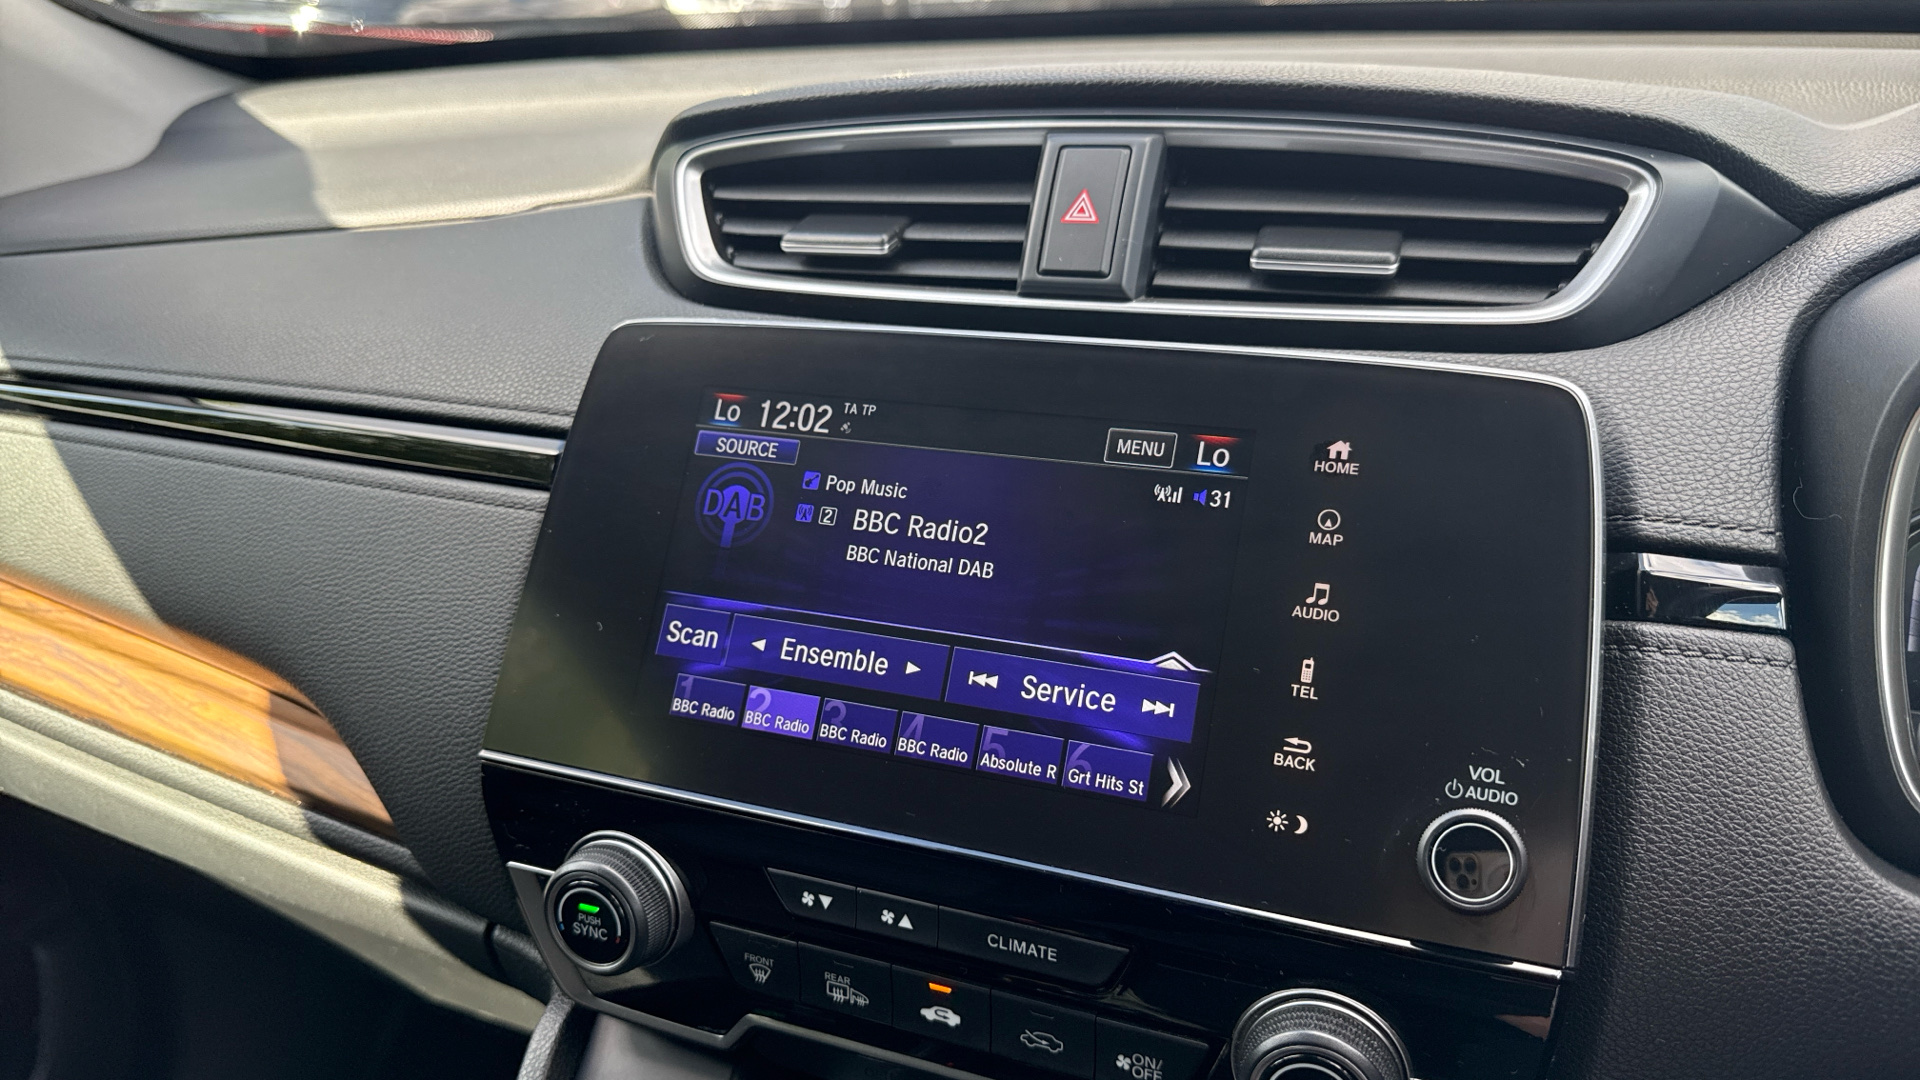 Lo 12:02 TA TP
MENU Lo
SOURCE
DAB
Pop Music
31
2 BBC Radio2
BBC National DAB
Scan
Ensemble
Service
1 BBC Radio
2 BBC Radio
3 BBC Radio
4 BBC Radio
5 Absolute R
6 Grt Hits St
HOME
MAP
AUDIO
TEL
BACK
VOL
AUDIO
PUSH
SYNC
CLIMATE
FRONT
REAR
ON/
OFF